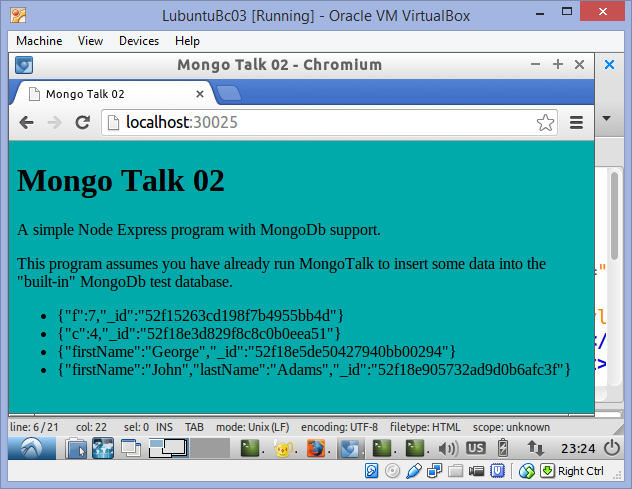 LubuntuBc03 [Running] - Oracle VM VirtualBox
Machine View Devices Help
Mongo Talk 02 - Chromium
Mongo Talk 02
localhost:30025
Mongo Talk 02
A simple Node Express program with MongoDb support.
This program assumes you have already run MongoTalk to insert some data into the
"built-in" MongoDb test database.
{"f":7,"_id":"52f15263cd198f7b4955bb4d"}
{"c":4,"_id":"52f18e3d829f8c8c0b0eea51"}
{"firstName":"George","_id":"52f18e5de50427940bb00294"}
{"firstName":"John","lastName":"Adams","_id":"52f18e905732ad9d0b6afc3f"}
line: 6 / 21 col: 22 sel: 0 INS TAB mode: Unix (LF) encoding: UTF-8 filetype: HTML scope: unknown
US 23:24
Right Ctrl